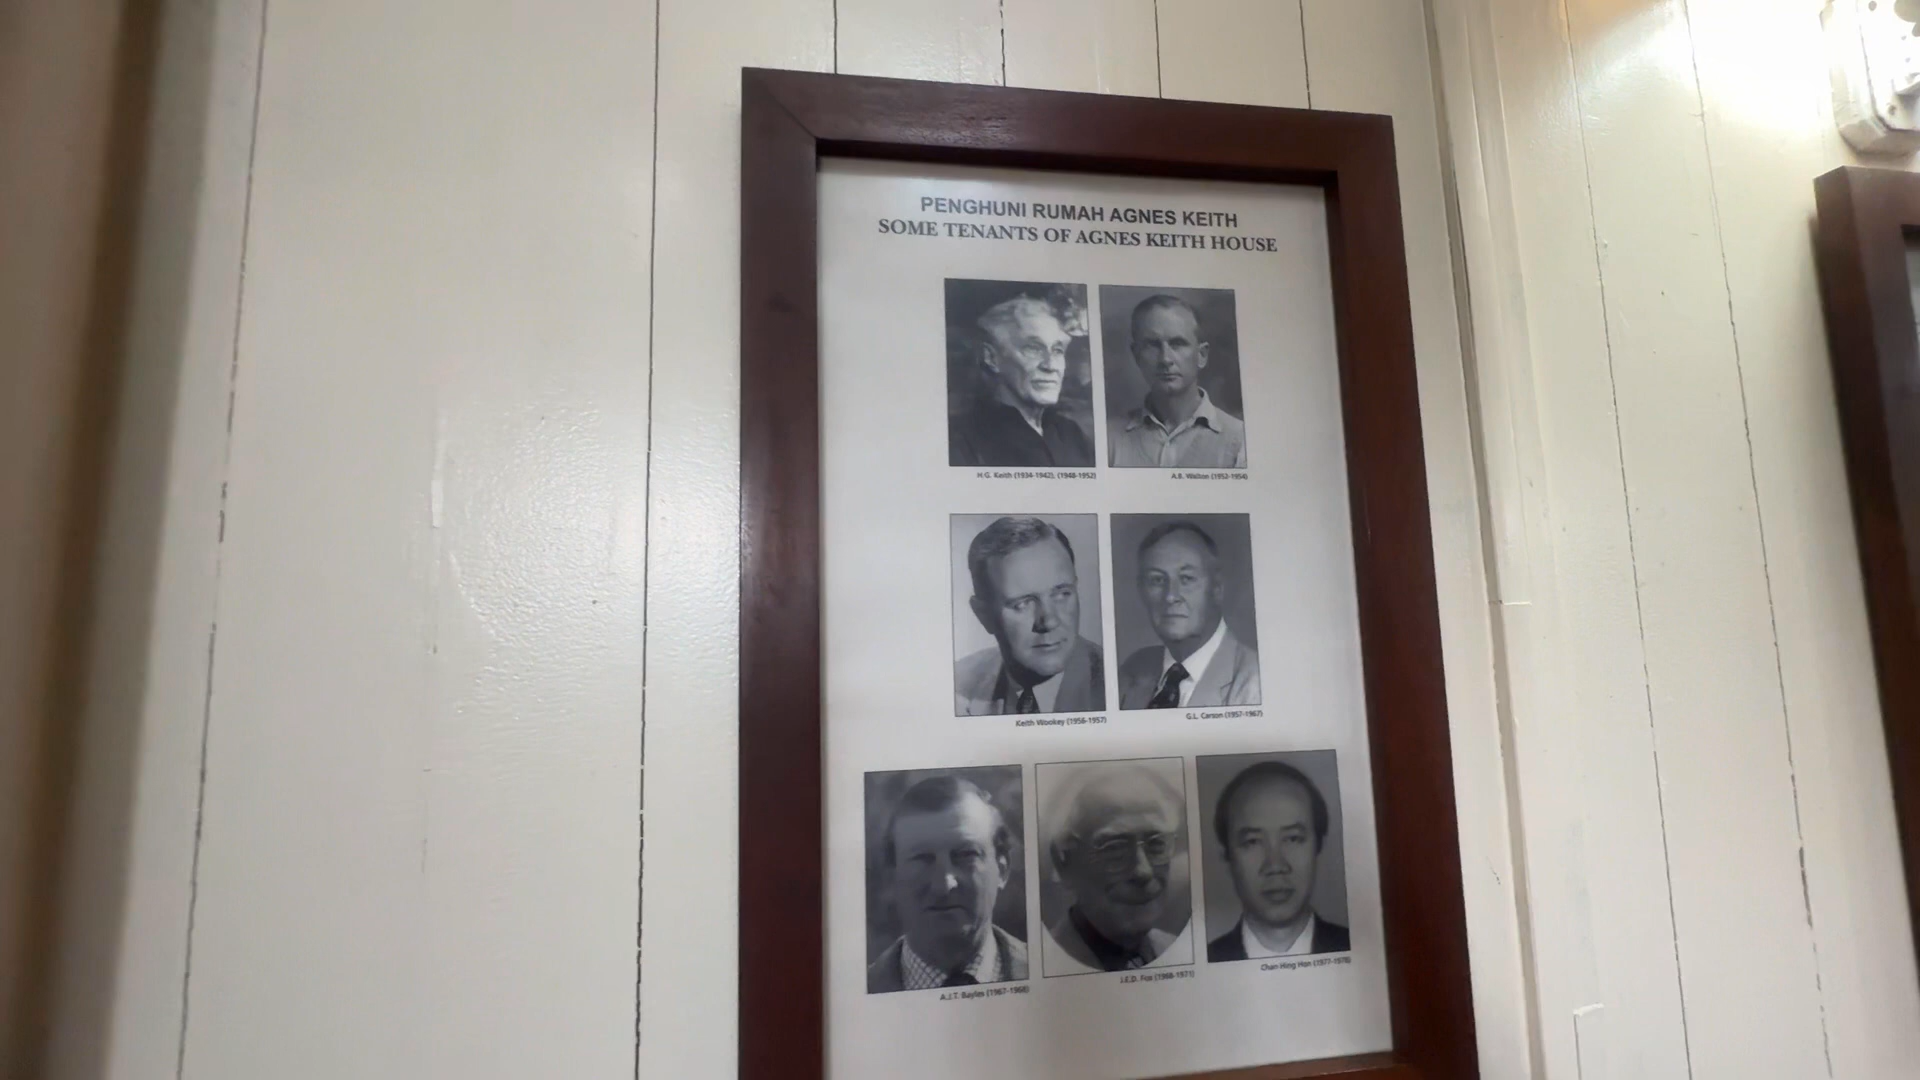 PENGHUNI RUMAH AGNES KEITH
SOME TENANTS OF AGNES KEITH HOUSE
H.G. Keith (1934-1942), (1948-1952)
A.B. Walton (1952-1954)
Keith Wookey (1956-1957)
G.L. Carson (1957-1967)
A.J.T. Bayles (1967-1968)
J.E.D. Fox (1968-1971)
Chan Hing Hon (1977-1978)